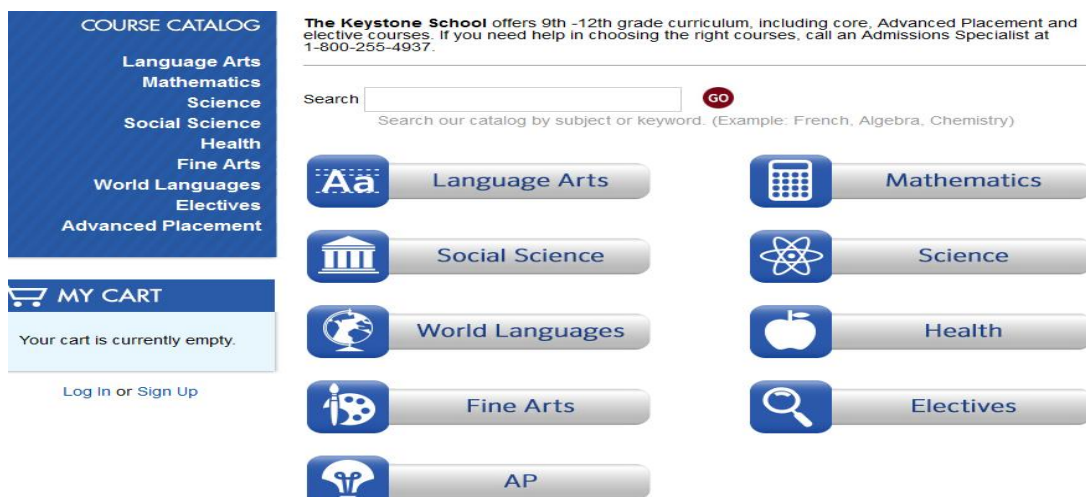 COURSE CATALOG
Language Arts
Mathematics
Science
Social Science
Health
Fine Arts
World Languages
Electives
Advanced Placement
MY CART
Your cart is currently empty.
Log In or Sign Up
The Keystone School offers 9th -12th grade curriculum, including core, Advanced Placement and
elective courses. If you need help in choosing the right courses, call an Admissions Specialist at
1-800-255-4937.
Search GO
Search our catalog by subject or keyword. (Example: French, Algebra, Chemistry)
Aa Language Arts
Mathematics
Social Science
Science
World Languages
Health
Fine Arts
Electives
AP